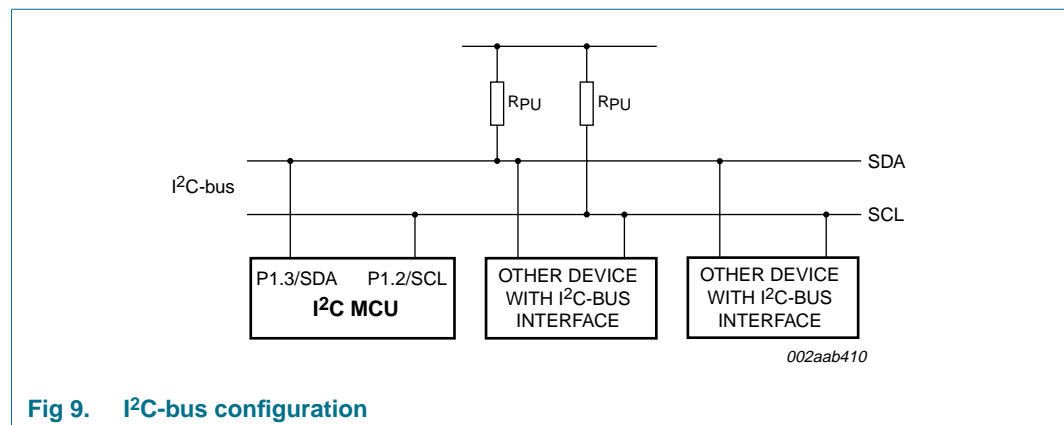 RPU RPU
SDA
I²C-bus
SCL
P1.3/SDA P1.2/SCL
I²C MCU
OTHER DEVICE
WITH I²C-BUS
INTERFACE
OTHER DEVICE
WITH I²C-BUS
INTERFACE
002aab410
Fig 9. I²C-bus configuration